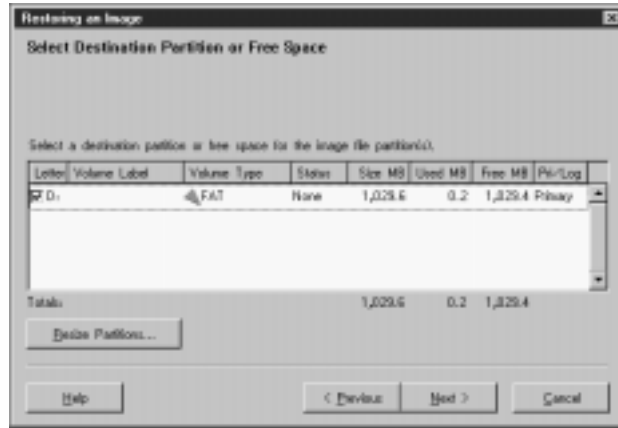 Restoring an Image
Select Destination Partition or Free Space
Select a destination partition or free space for the image file partition(s).
Letter Volume Label Volume Type Status Size MB Used MB Free MB Pri/Log
D: FAT None 1,029.6 0.2 1,029.4 Primary
Totals: 1,029.6 0.2 1,029.4
Resize Partitions...
Help < Previous Next > Cancel